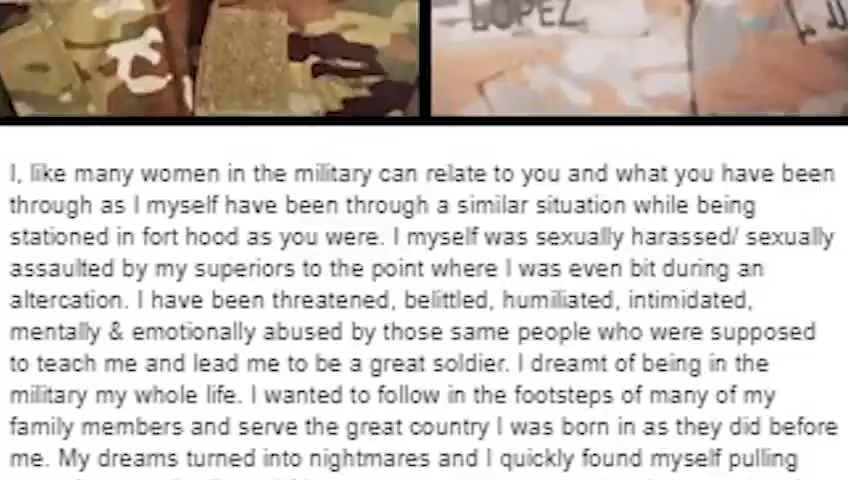 LOPEZ
I, like many women in the military can relate to you and what you have been
through as I myself have been through a similar situation while being
stationed in fort hood as you were. I myself was sexually harassed/ sexually
assaulted by my superiors to the point where I was even bit during an
altercation. I have been threatened, belittled, humiliated, intimidated,
mentally & emotionally abused by those same people who were supposed
to teach me and lead me to be a great soldier. I dreamt of being in the
military my whole life. I wanted to follow in the footsteps of many of my
family members and serve the great country I was born in as they did before
me. My dreams turned into nightmares and I quickly found myself pulling